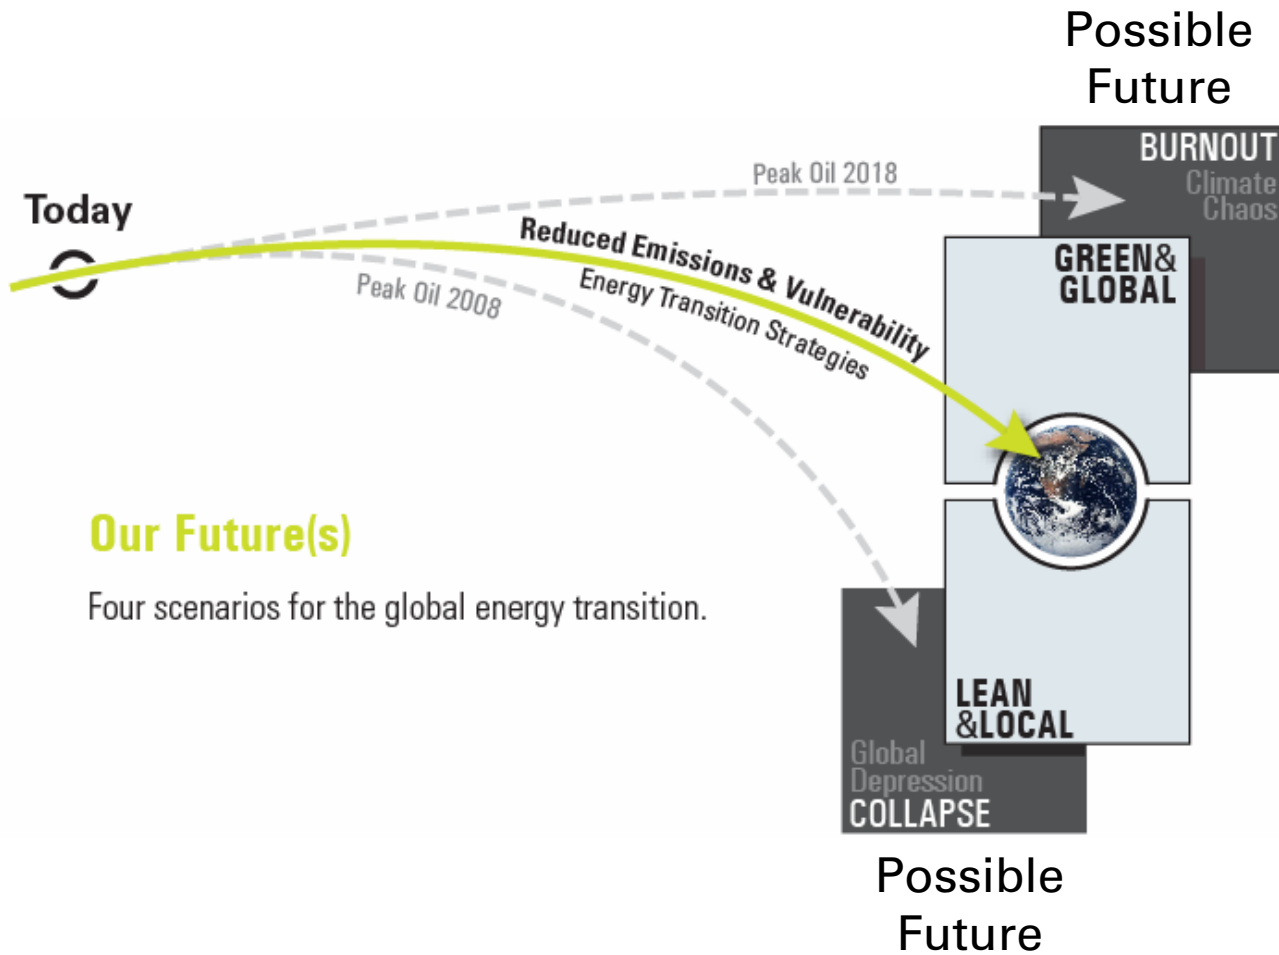 Possible
Future
BURNOUT
Climate
Chaos
Peak Oil 2018
Today
Reduced Emissions & Vulnerability
Energy Transition Strategies
GREEN&
GLOBAL
Peak Oil 2008
Our Future(s)
Four scenarios for the global energy transition.
LEAN
&LOCAL
Global
Depression
COLLAPSE
Possible
Future